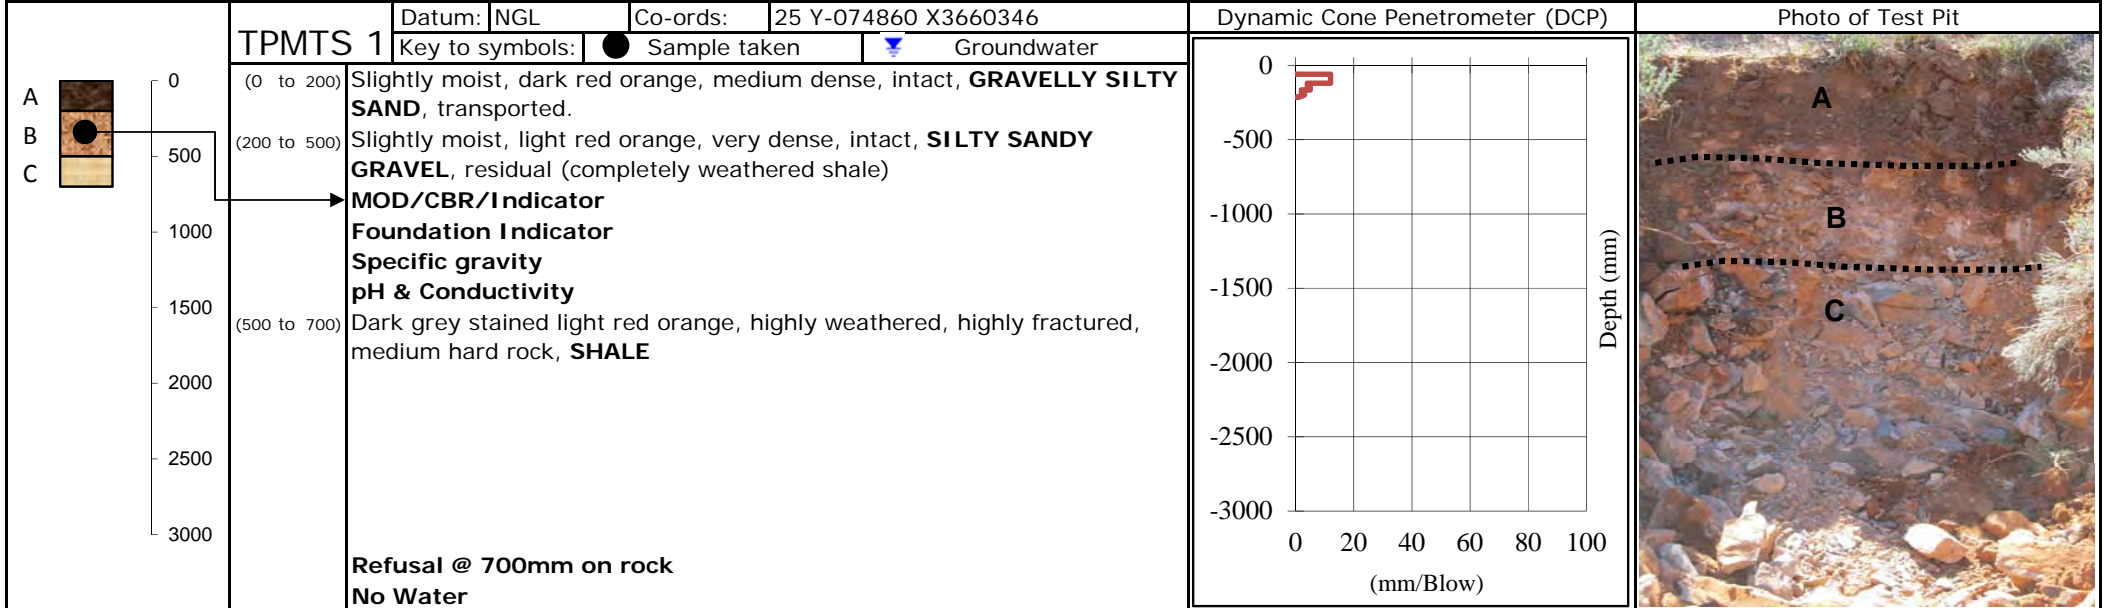 TPMTS 1
Datum: NGL Co-ords: 25 Y-074860 X3660346
Key to symbols: Sample taken Groundwater
A
B
C
0
500
1000
1500
2000
2500
3000
(0 to 200) Slightly moist, dark red orange, medium dense, intact, GRAVELLY SILTY
SAND, transported.
(200 to 500) Slightly moist, light red orange, very dense, intact, SILTY SANDY
GRAVEL, residual (completely weathered shale)
MOD/CBR/Indicator
Foundation Indicator
Specific gravity
pH & Conductivity
(500 to 700) Dark grey stained light red orange, highly weathered, highly fractured,
medium hard rock, SHALE
Refusal @ 700mm on rock
No Water
Dynamic Cone Penetrometer (DCP)
0
-500
-1000
-1500
-2000
-2500
-3000
0 20 40 60 80 100
(mm/Blow)
Depth (mm)
Photo of Test Pit
A
B
C